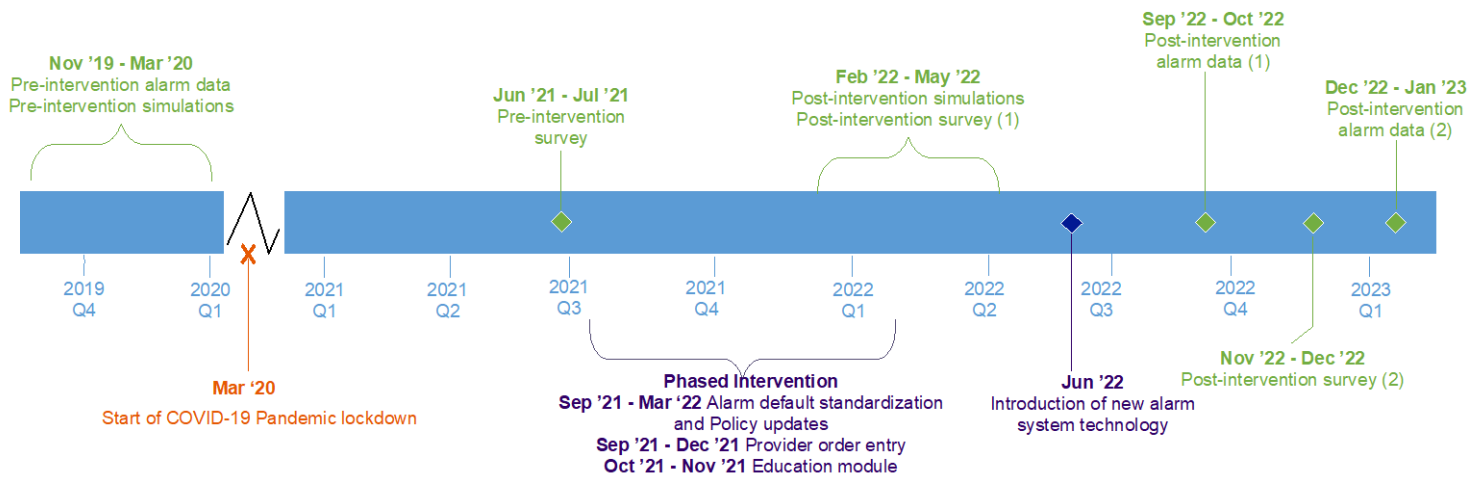 Nov ’19 - Mar ’20
Pre-intervention alarm data
Pre-intervention simulations
Jun ’21 - Jul ’21
Pre-intervention
survey
Feb ’22 - May ’22
Post-intervention simulations
Post-intervention survey (1)
Sep ’22 - Oct ’22
Post-intervention
alarm data (1)
Dec ’22 - Jan ’23
Post-intervention
alarm data (2)
2019
Q4
2020
Q1
2021
Q1
2021
Q2
2021
Q3
2021
Q4
2022
Q1
2022
Q2
2022
Q3
2022
Q4
2023
Q1
Mar ‘20
Start of COVID-19 Pandemic lockdown
Phased Intervention
Sep ’21 - Mar ‘22 Alarm default standardization
and Policy updates
Sep ’21 - Dec ’21 Provider order entry
Oct ’21 - Nov ’21 Education module
Jun ’22
Introduction of new alarm
system technology
Nov ’22 - Dec ’22
Post-intervention survey (2)